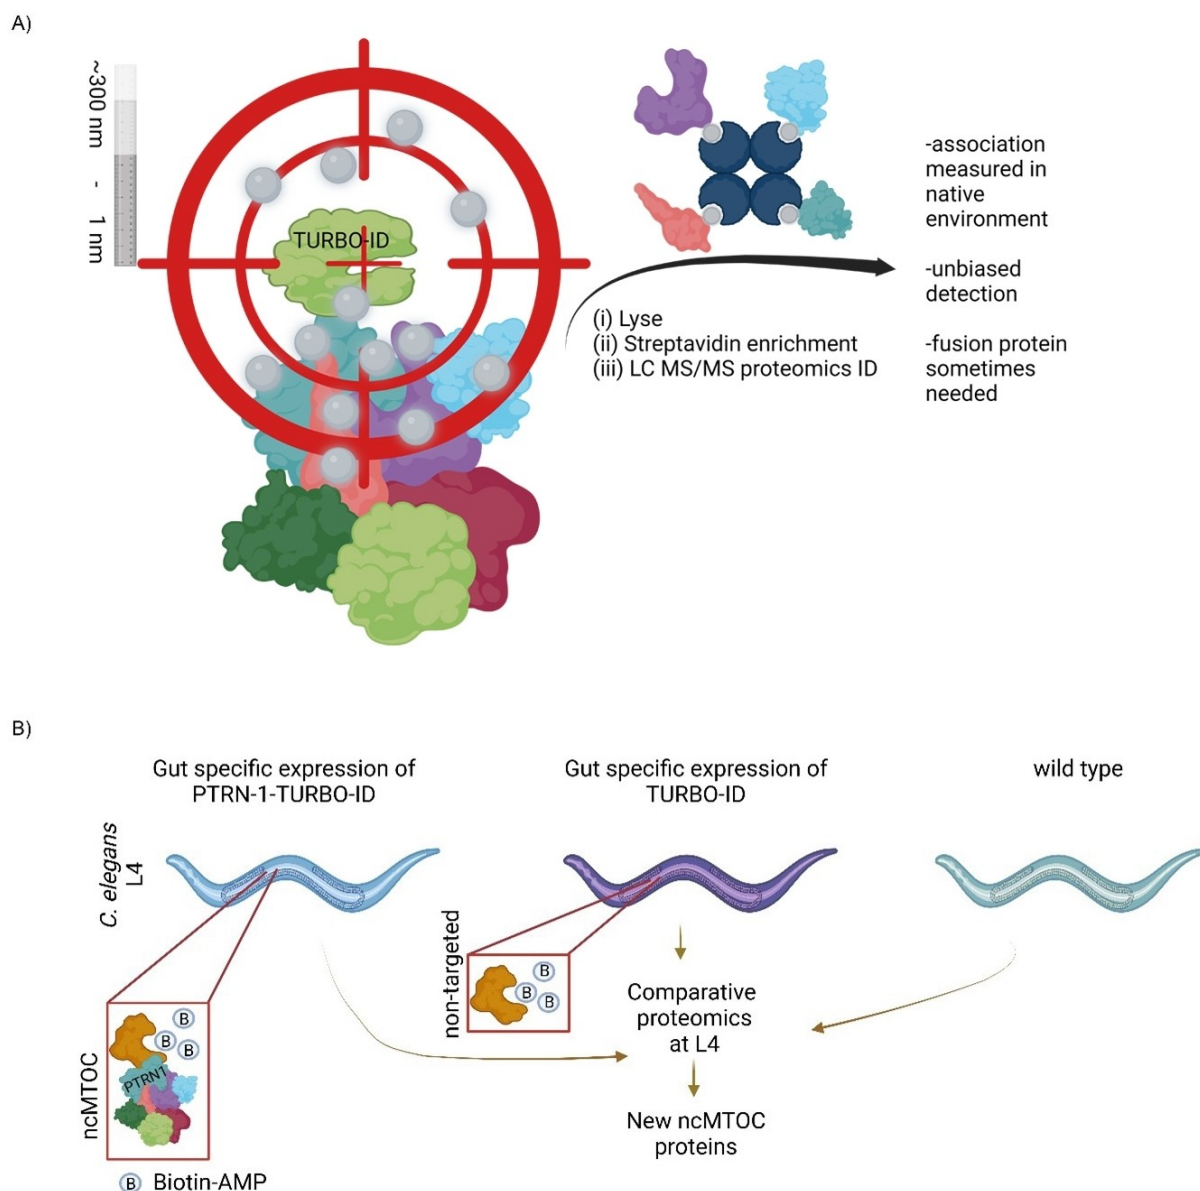 A)
~300 nm - 1 nm
TURBO-ID
(i) Lyse
(ii) Streptavidin enrichment
(iii) LC MS/MS proteomics ID
-association
measured in
native
environment
-unbiased
detection
-fusion protein
sometimes
needed
B)
Gut specific expression of
PTRN-1-TURBO-ID
Gut specific expression of
TURBO-ID
wild type
C. elegans
L4
non-targeted
B
B
B
Comparative
proteomics
at L4
New ncMTOC
proteins
ncMTOC
B
B
B
PTRN1
B Biotin-AMP